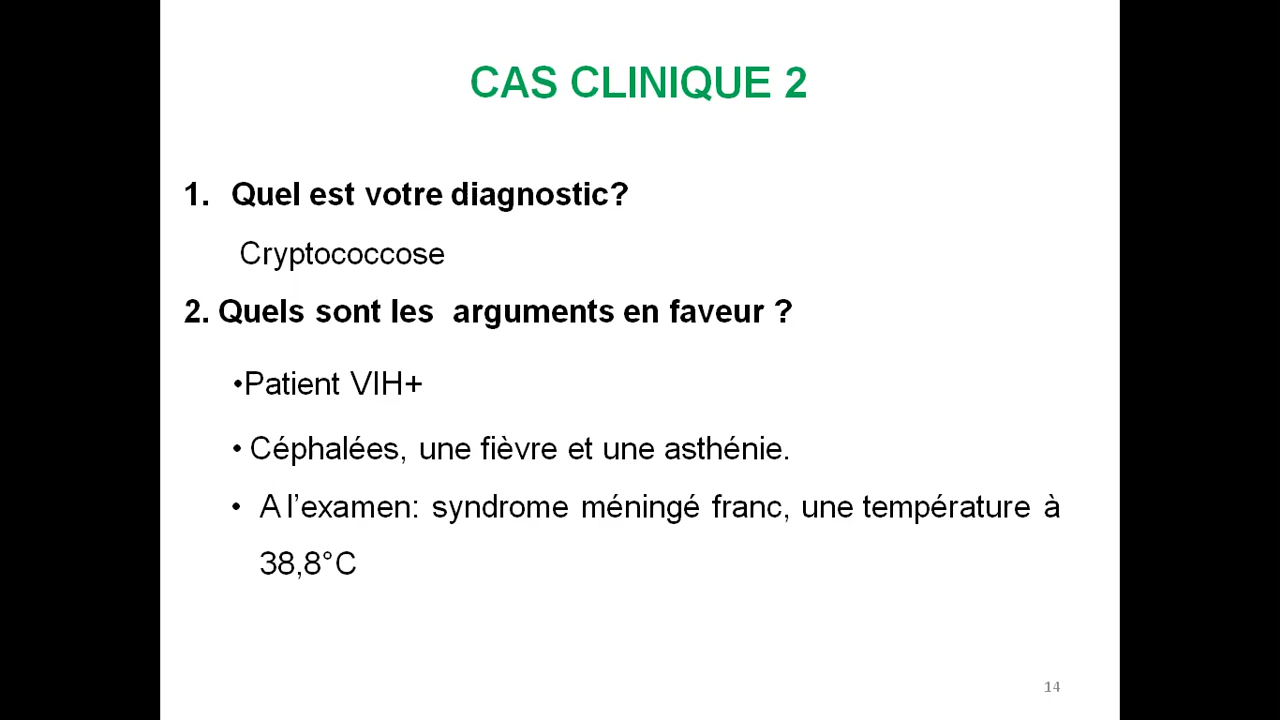 CAS CLINIQUE 2
1. Quel est votre diagnostic?
Cryptococcose
2. Quels sont les arguments en faveur ?
•Patient VIH+
• Céphalées, une fièvre et une asthénie.
• A l’examen: syndrome méningé franc, une température à
38,8°C
14